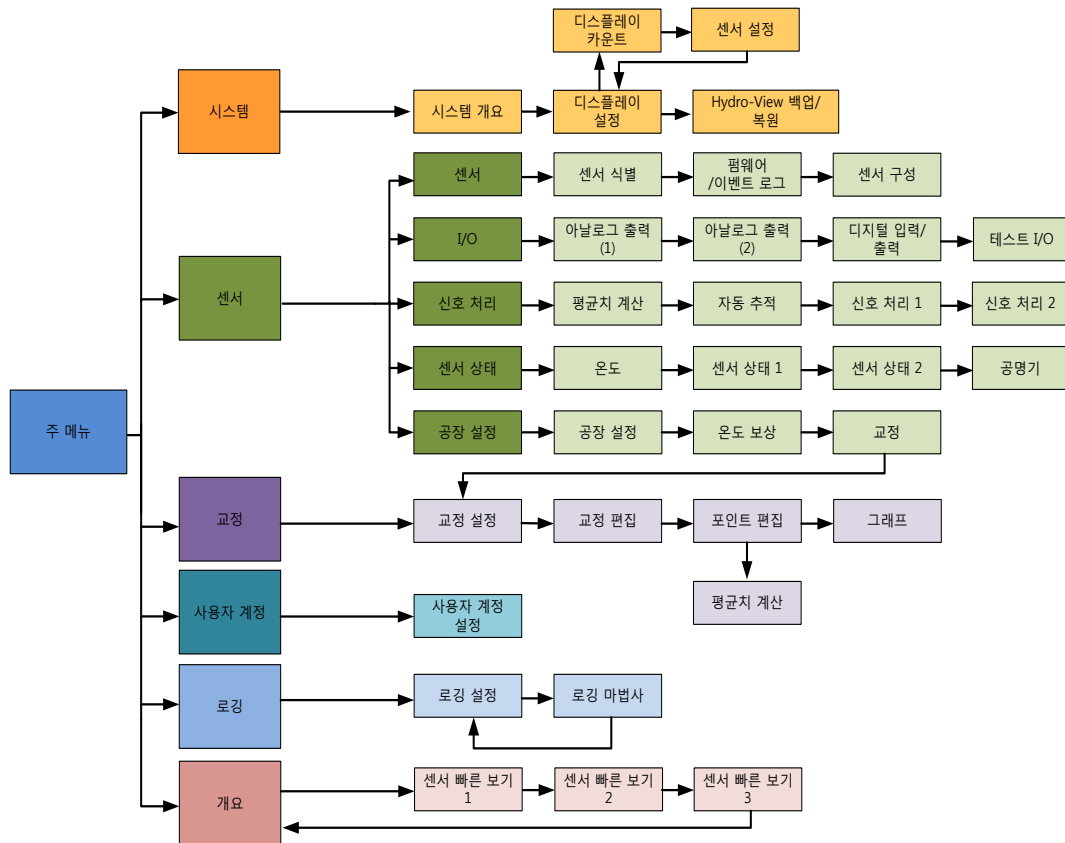 디스플레이
카운트
센서 설정
시스템
시스템 개요
디스플레이
설정
Hydro-View 백업/
복원
센서
센서
센서 식별
펌웨어
/이벤트 로그
센서 구성
I/O
아날로그 출력
(1)
아날로그 출력
(2)
디지털 입력/
출력
테스트 I/O
신호 처리
평균치 계산
자동 추적
신호 처리 1
신호 처리 2
센서 상태
온도
센서 상태 1
센서 상태 2
공명기
공장 설정
공장 설정
온도 보상
교정
주 메뉴
교정
교정 설정
교정 편집
포인트 편집
그래프
평균치 계산
사용자 계정
사용자 계정
설정
로깅
로깅 설정
로깅 마법사
개요
센서 빠른 보기
1
센서 빠른 보기
2
센서 빠른 보기
3